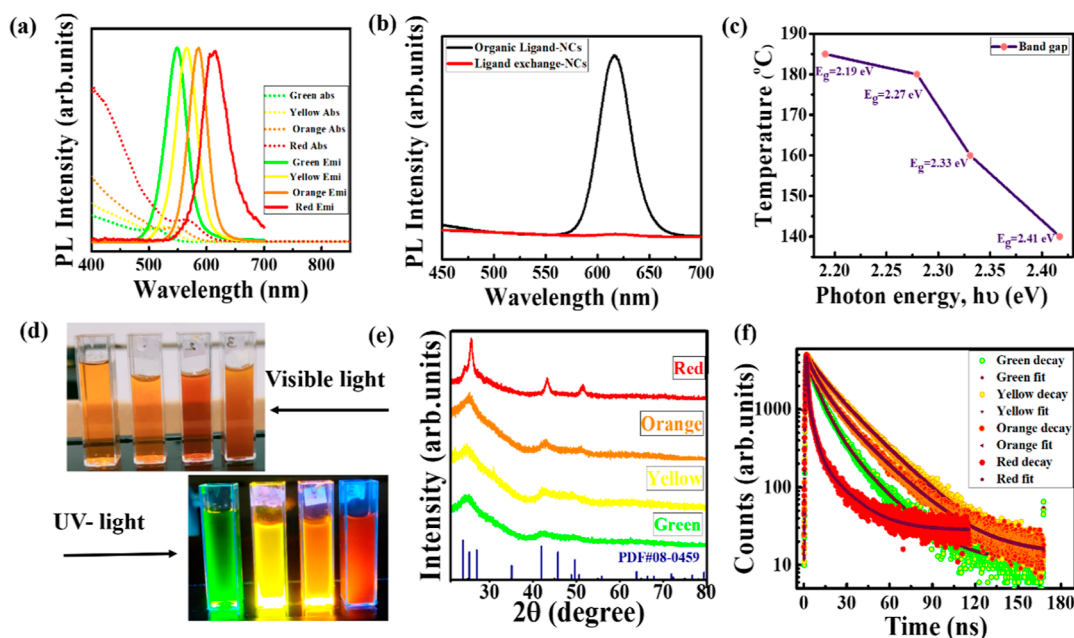 (a)
PL Intensity (arb.units)
Green abs
Yellow Abs
Orange Abs
Red Abs
Green Emi
Yellow Emi
Orange Emi
Red Emi
400 500 600 700 800
Wavelength (nm)
(b)
PL Intensity (arb.units)
Organic Ligand-NCs
Ligand exchange-NCs
450 500 550 600 650 700
Wavelength (nm)
(c)
Temperature (°C)
Band gap
190
180
170
160
150
140
Eg=2.19 eV
Eg=2.27 eV
Eg=2.33 eV
Eg=2.41 eV
2.20 2.25 2.30 2.35 2.40
Photon energy, hυ (eV)
(d)
Visible light
UV- light
(e)
Intensity (arb.units)
Red
Orange
Yellow
Green
PDF#08-0459
20 30 40 50 60 70 80
2θ (degree)
(f)
Counts (arb.units)
1000
100
10
Green decay
Green fit
Yellow decay
Yellow fit
Orange decay
Orange fit
Red decay
Red fit
0 30 60 90 120 150 180
Time (ns)